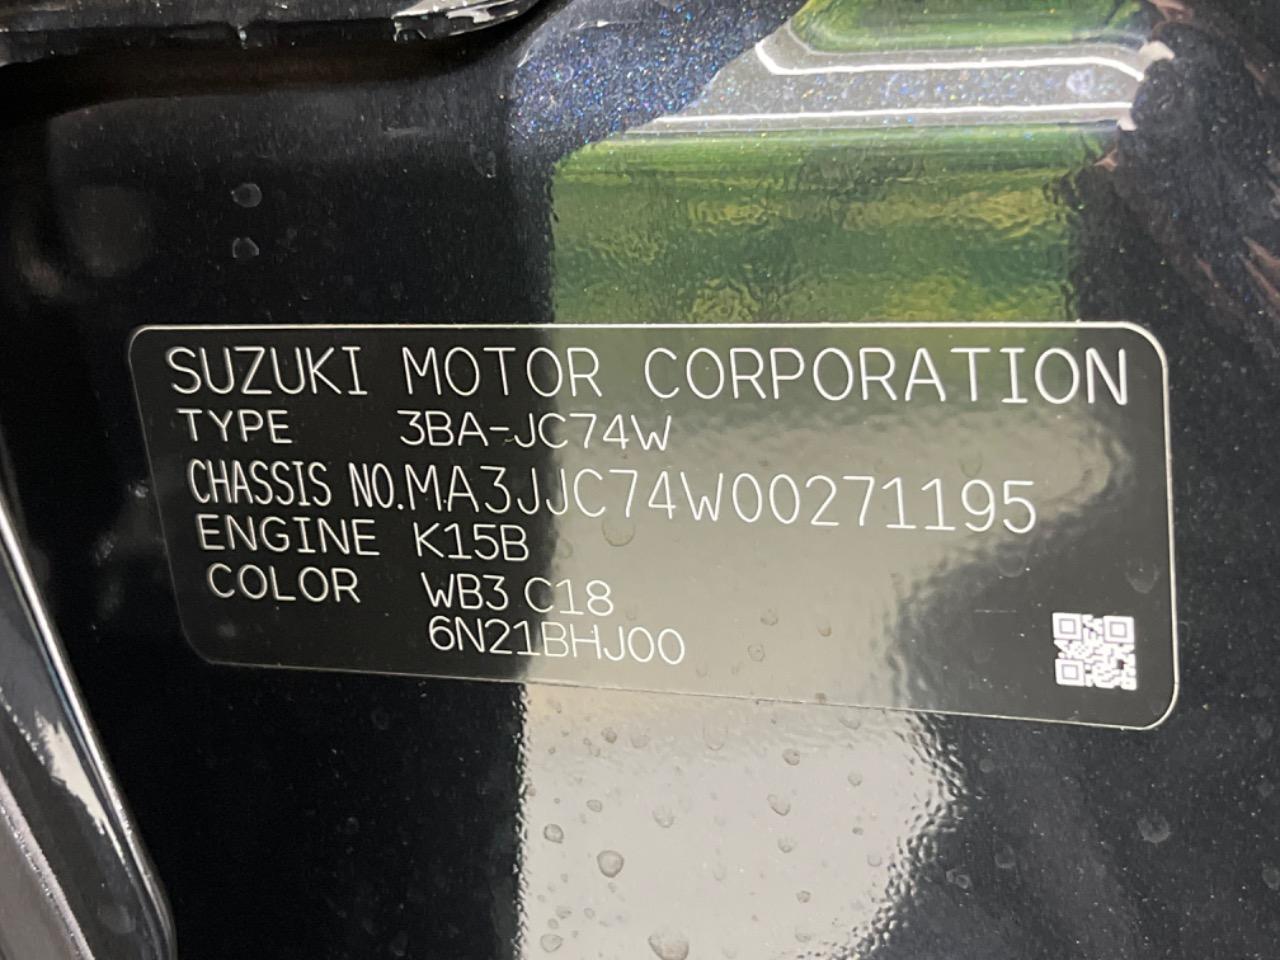 SUZUKI MOTOR CORPORATION
TYPE 3BA-JC74W
CHASSIS NO.MA3JJC74W00271195
ENGINE K15B
COLOR WB3 C18
6N21BHJ00